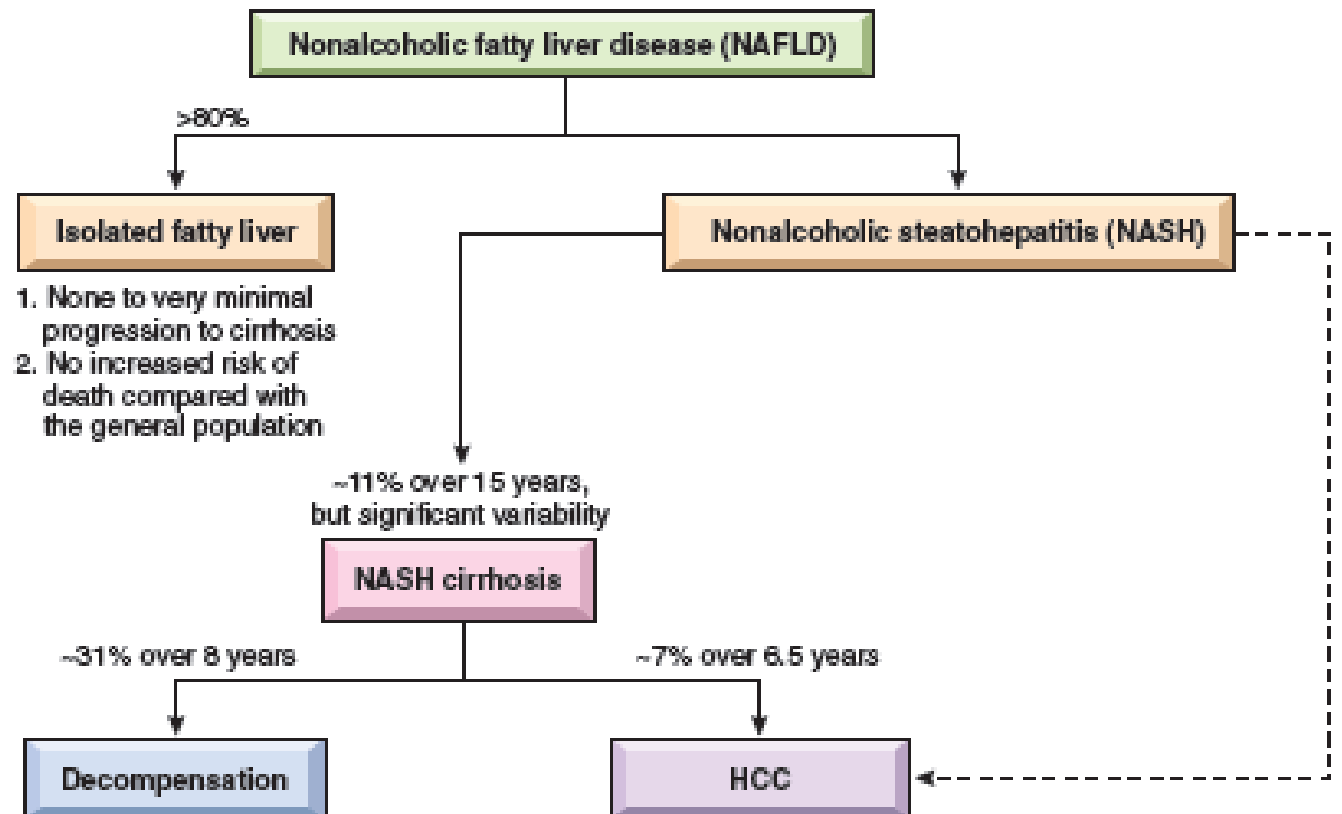 Nonalcoholic fatty liver disease (NAFLD)
>80%
Isolated fatty liver
Nonalcoholic steatohepatitis (NASH)
1. None to very minimal
progression to cirrhosis
2. No increased risk of
death compared with
the general population
~11% over 15 years,
but significant variability
NASH cirrhosis
~31% over 8 years
~7% over 6.5 years
Decompensation
HCC